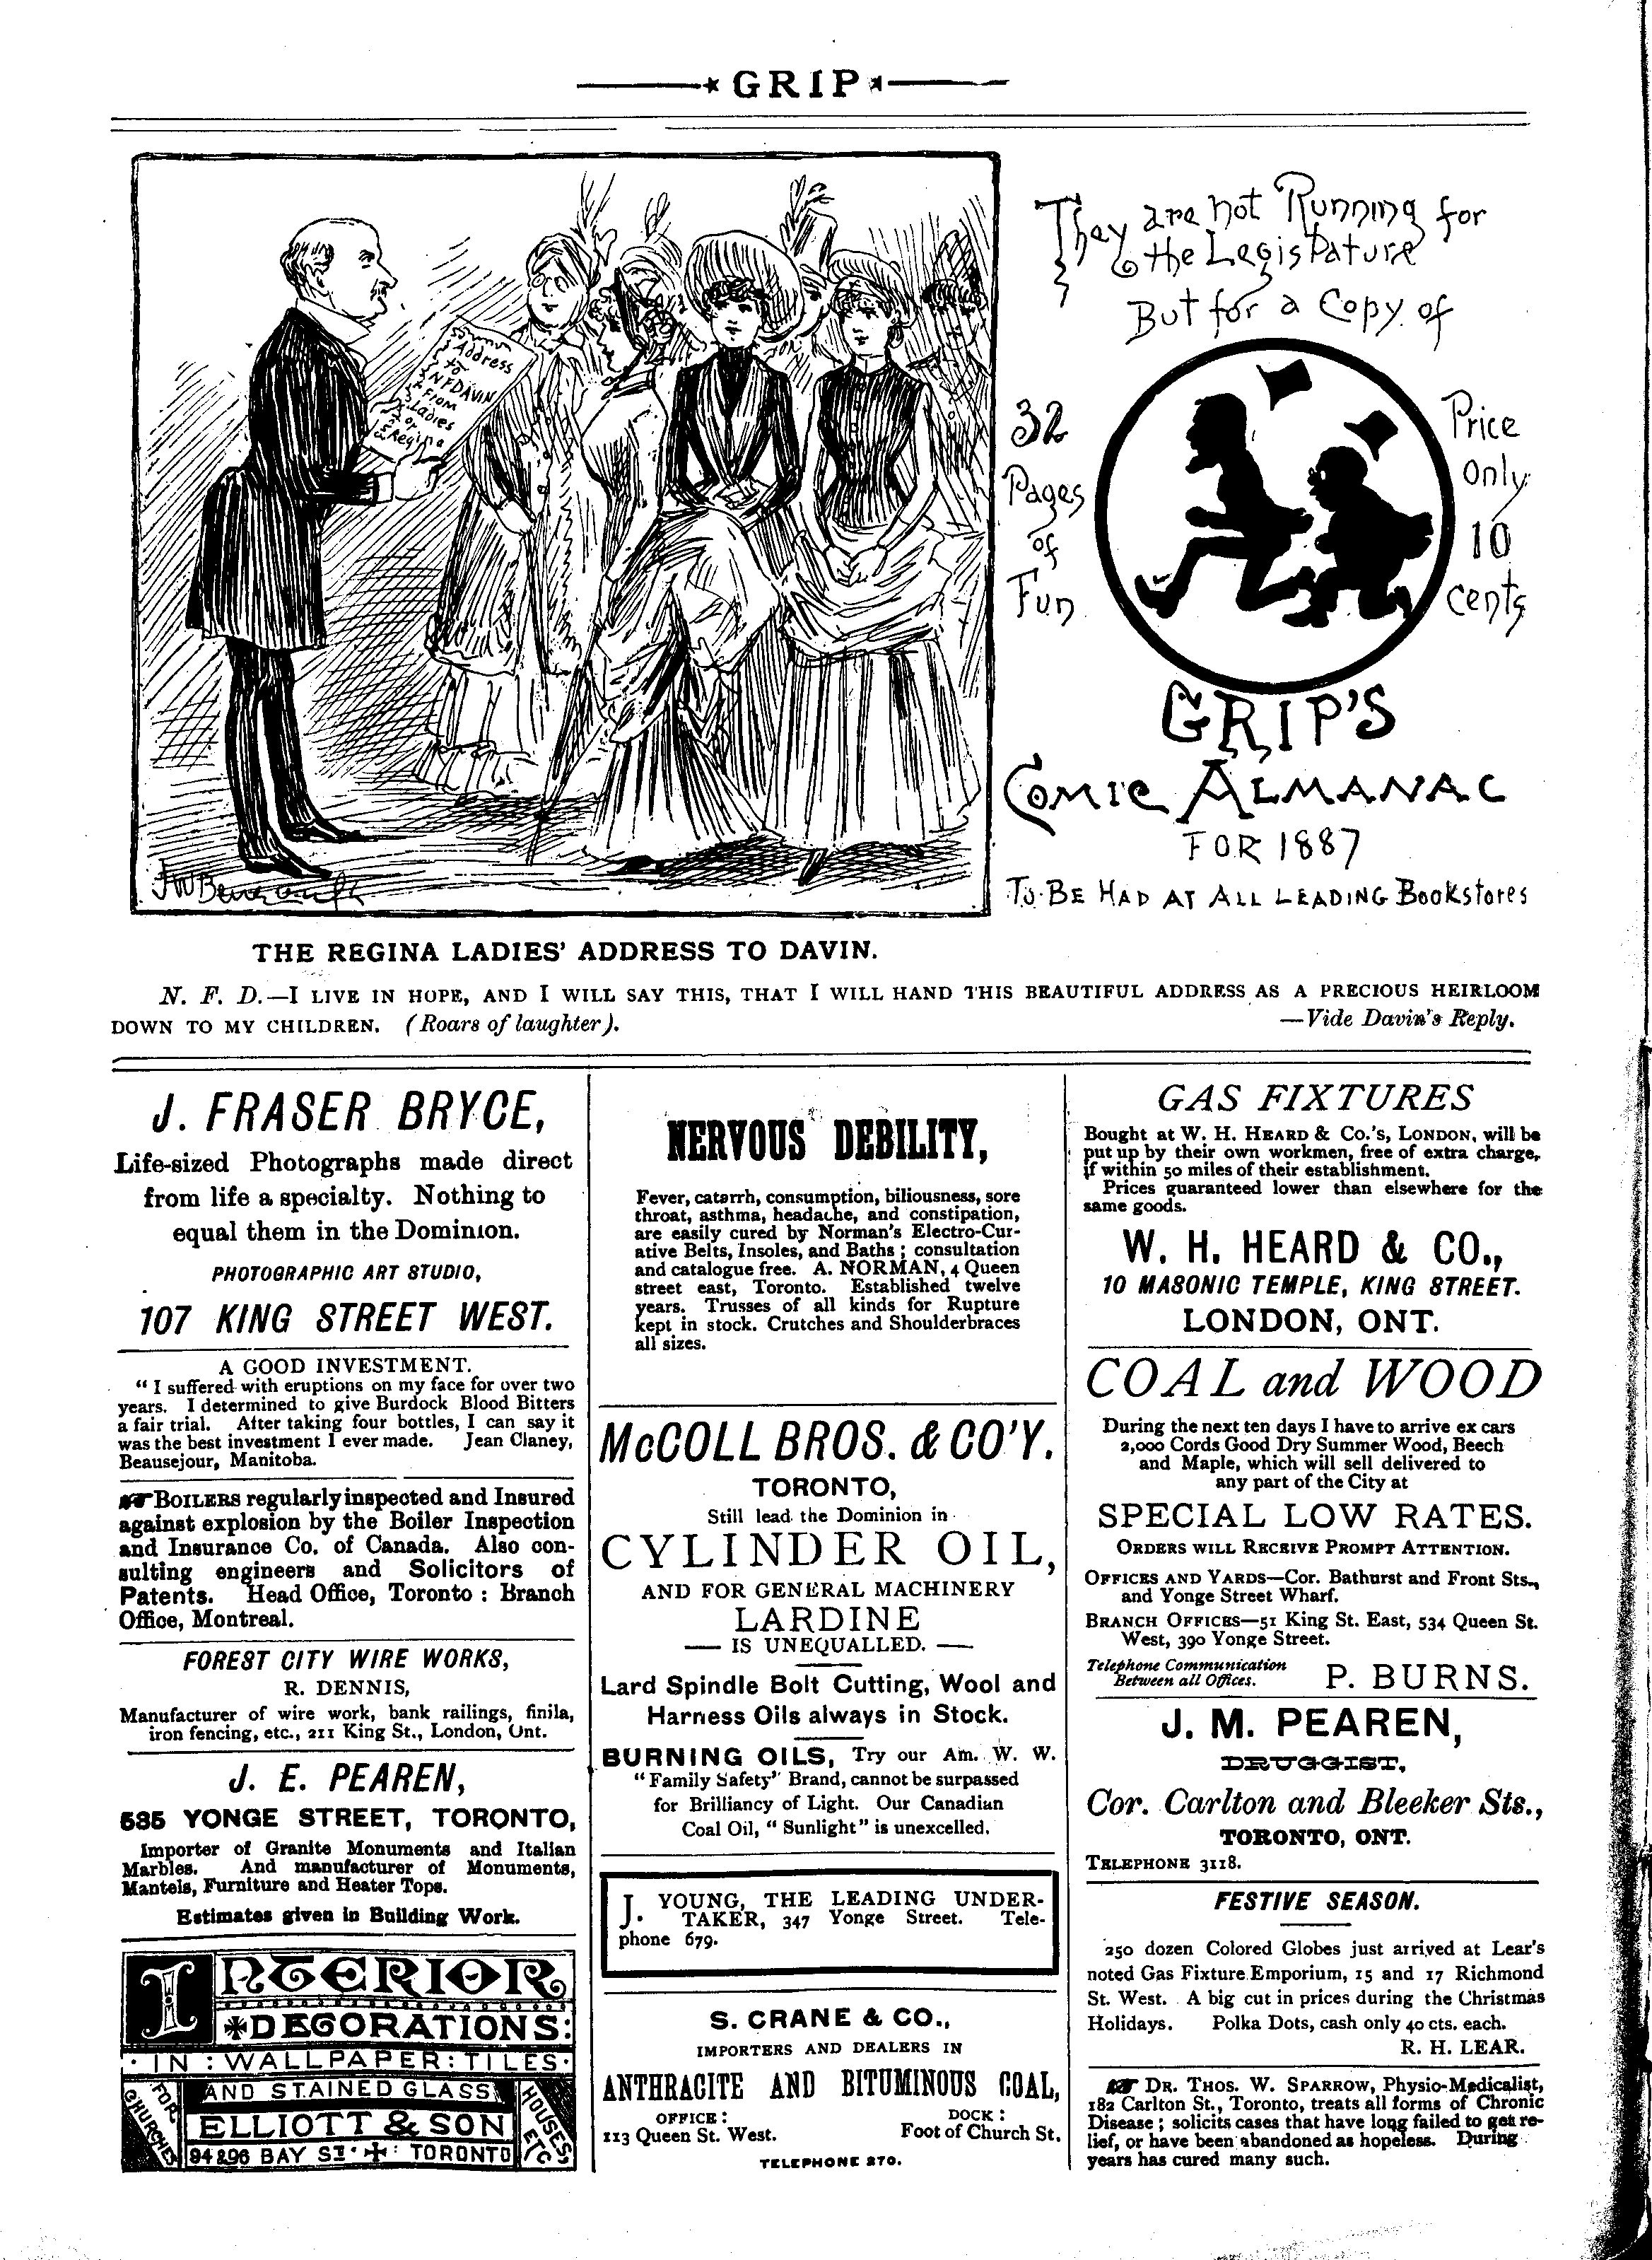 GRIP
Address
to
N F DAVIN
From
Ladies
of
Regina
JWBengough
They are not Running for
the Legislature
But for a Copy of
32
Pages
of
Fun
Price
only
10
cents
GRIP'S
COMIC ALMANAC
FOR 1887
TO BE HAD AT ALL LEADING Bookstores
THE REGINA LADIES' ADDRESS TO DAVIN.
N. F. D.—I LIVE IN HOPE, AND I WILL SAY THIS, THAT I WILL HAND THIS BEAUTIFUL ADDRESS AS A PRECIOUS HEIRLOOM
DOWN TO MY CHILDREN. (Roars of laughter). —Vide Davin's Reply.
J. FRASER BRYCE,
Life-sized Photographs made direct
from life a specialty. Nothing to
equal them in the Dominion.
PHOTOGRAPHIC ART STUDIO,
107 KING STREET WEST.
A GOOD INVESTMENT.
"I suffered with eruptions on my face for over two
years. I determined to give Burdock Blood Bitters
a fair trial. After taking four bottles, I can say it
was the best investment I ever made. Jean Claney,
Beausejour, Manitoba.
BOILERS regularly inspected and Insured
against explosion by the Boiler Inspection
and Insurance Co. of Canada. Also con-
sulting engineers and Solicitors of
Patents. Head Office, Toronto : Branch
Office, Montreal.
FOREST CITY WIRE WORKS,
R. DENNIS,
Manufacturer of wire work, bank railings, finila,
iron fencing, etc., 211 King St., London, Ont.
J. E. PEAREN,
535 YONGE STREET, TORONTO,
Importer of Granite Monuments and Italian
Marbles. And manufacturer of Monuments,
Mantels, Furniture and Heater Tops.
Estimates given in Building Work.
INTERIOR
DECORATIONS:
IN : WALLPAPER : TILES
AND STAINED GLASS
FOR CHURCHES
HOUSES ETC
ELLIOTT & SON
94 & 96 BAY ST TORONTO
NERVOUS DEBILITY,
Fever, catarrh, consumption, biliousness, sore
throat, asthma, headache, and constipation,
are easily cured by Norman's Electro-Cur-
ative Belts, Insoles, and Baths ; consultation
and catalogue free. A. NORMAN, 4 Queen
street east, Toronto. Established twelve
years. Trusses of all kinds for Rupture
kept in stock. Crutches and Shoulderbraces
all sizes.
McCOLL BROS. & CO'Y.
TORONTO,
Still lead the Dominion in
CYLINDER OIL,
AND FOR GENERAL MACHINERY
LARDINE
— IS UNEQUALLED. —
Lard Spindle Bolt Cutting, Wool and
Harness Oils always in Stock.
BURNING OILS, Try our Am. W. W.
"Family Safety" Brand, cannot be surpassed
for Brilliancy of Light. Our Canadian
Coal Oil, "Sunlight" is unexcelled.
J. YOUNG, THE LEADING UNDER-
TAKER, 347 Yonge Street. Tele-
phone 679.
S. CRANE & CO.,
IMPORTERS AND DEALERS IN
ANTHRACITE AND BITUMINOUS COAL,
OFFICE : DOCK :
113 Queen St. West. Foot of Church St.
TELEPHONE 270.
GAS FIXTURES
Bought at W. H. HEARD & Co.'s, LONDON, will be
put up by their own workmen, free of extra charge,
if within 50 miles of their establishment.
Prices guaranteed lower than elsewhere for the
same goods.
W. H. HEARD & CO.,
10 MASONIC TEMPLE, KING STREET.
LONDON, ONT.
COAL and WOOD
During the next ten days I have to arrive ex cars
2,000 Cords Good Dry Summer Wood, Beech
and Maple, which will sell delivered to
any part of the City at
SPECIAL LOW RATES.
ORDERS WILL RECEIVE PROMPT ATTENTION.
OFFICES AND YARDS—Cor. Bathurst and Front Sts.,
and Yonge Street Wharf.
BRANCH OFFICES—51 King St. East, 534 Queen St.
West, 390 Yonge Street.
Telephone Communication
Between all Offices. P. BURNS.
J. M. PEAREN,
DRUGGIST,
Cor. Carlton and Bleeker Sts.,
TORONTO, ONT.
TELEPHONE 3118.
FESTIVE SEASON.
250 dozen Colored Globes just arrived at Lear's
noted Gas Fixture Emporium, 15 and 17 Richmond
St. West. A big cut in prices during the Christmas
Holidays. Polka Dots, cash only 40 cts. each.
R. H. LEAR.
DR. THOS. W. SPARROW, Physio-Medicalist,
182 Carlton St., Toronto, treats all forms of Chronic
Disease ; solicits cases that have long failed to get re-
lief, or have been abandoned as hopeless. During
years has cured many such.